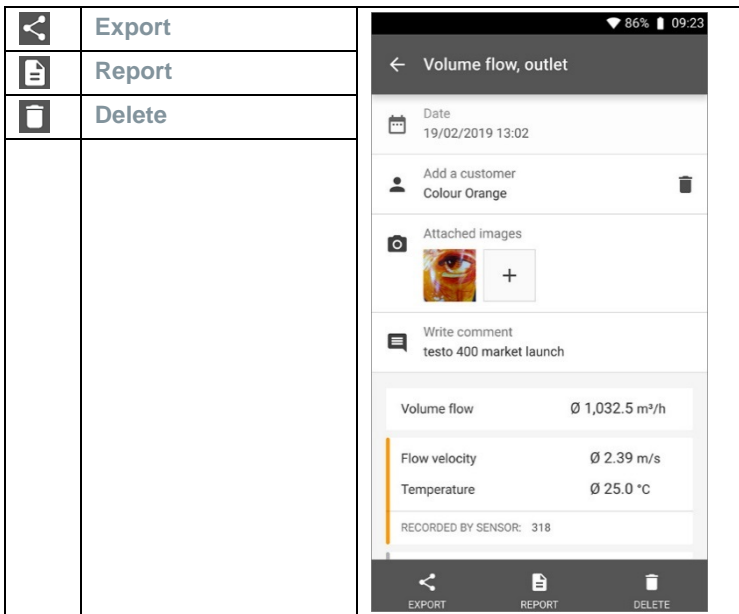 Export
Report
Delete
86% 09:23
Volume flow, outlet
Date
19/02/2019 13:02
Add a customer
Colour Orange
Attached images
+
Write comment
testo 400 market launch
Volume flow Ø 1,032.5 m³/h
Flow velocity Ø 2.39 m/s
Temperature Ø 25.0 °C
RECORDED BY SENSOR: 318
EXPORT REPORT DELETE